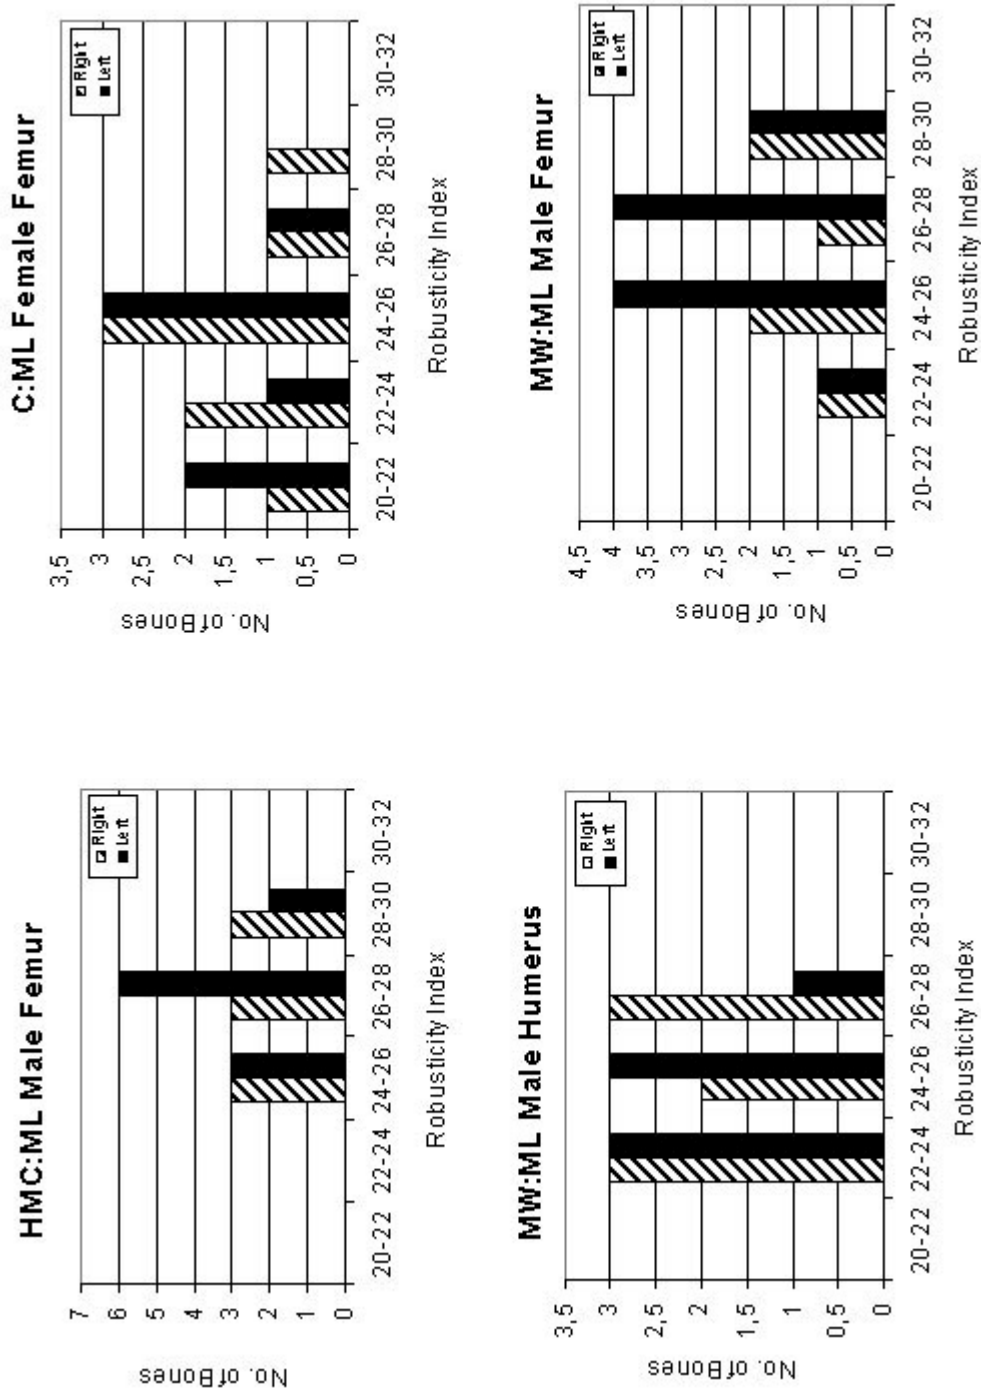 HMC:ML Male Femur
7
6
5
4
3
2
1
0
No. of Bones
20-22 22-24 24-26 26-28 28-30 30-32
Robusticity Index
Right
Left
C:ML Female Femur
3,5
3
2,5
2
1,5
1
0,5
0
No. of Bones
20-22 22-24 24-26 26-28 28-30 30-32
Robusticity Index
Right
Left
MW:ML Male Humerus
3,5
3
2,5
2
1,5
1
0,5
0
No. of Bones
20-22 22-24 24-26 26-28 28-30 30-32
Robusticity Index
Right
Left
MW:ML Male Femur
4,5
4
3,5
3
2,5
2
1,5
1
0,5
0
No. of Bones
20-22 22-24 24-26 26-28 28-30 30-32
Robusticity Index
Right
Left